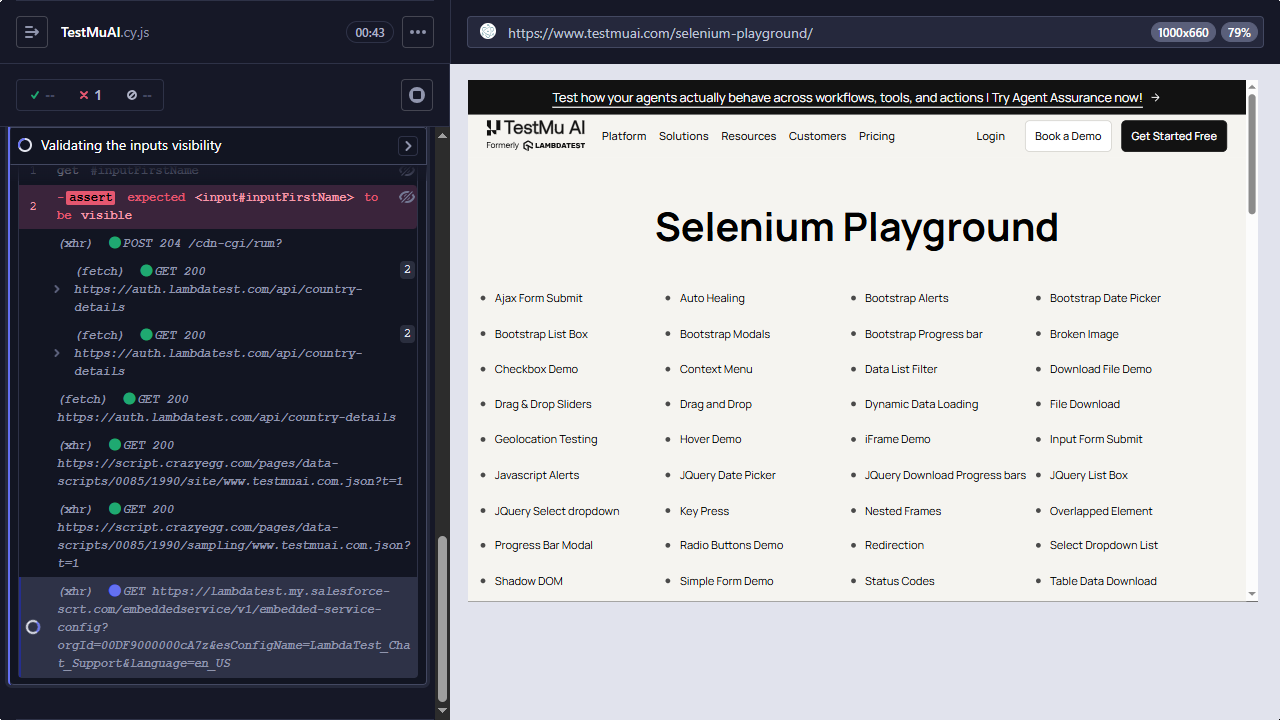 TestMuAI.cy.js
00:43
--
1
--
Validating the inputs visibility
1 get #inputFirstName
2 -assert expected <input#inputFirstName> to
be visible
(xhr) POST 204 /cdn-cgi/rum?
(fetch) GET 200 2
https://auth.lambdatest.com/api/country-
details
(fetch) GET 200 2
https://auth.lambdatest.com/api/country-
details
(fetch) GET 200
https://auth.lambdatest.com/api/country-details
(xhr) GET 200
https://script.crazyegg.com/pages/data-
scripts/0085/1990/site/www.testmuai.com.json?t=1
(xhr) GET 200
https://script.crazyegg.com/pages/data-
scripts/0085/1990/sampling/www.testmuai.com.json?
t=1
(xhr) GET https://lambdatest.my.salesforce-
scrt.com/embeddedservice/v1/embedded-service-
config?
orgId=00DF9000000cA7z&esConfigName=LambdaTest_Cha
t_Support&language=en_US
https://www.testmuai.com/selenium-playground/ 1000x660 79%
Test how your agents actually behave across workflows, tools, and actions | Try Agent Assurance now! →
TestMu AI
Formerly LAMBDATEST
Platform Solutions Resources Customers Pricing Login Book a Demo Get Started Free
Selenium Playground
Ajax Form Submit Auto Healing Bootstrap Alerts Bootstrap Date Picker
Bootstrap List Box Bootstrap Modals Bootstrap Progress bar Broken Image
Checkbox Demo Context Menu Data List Filter Download File Demo
Drag & Drop Sliders Drag and Drop Dynamic Data Loading File Download
Geolocation Testing Hover Demo iFrame Demo Input Form Submit
Javascript Alerts JQuery Date Picker JQuery Download Progress bars JQuery List Box
JQuery Select dropdown Key Press Nested Frames Overlapped Element
Progress Bar Modal Radio Buttons Demo Redirection Select Dropdown List
Shadow DOM Simple Form Demo Status Codes Table Data Download